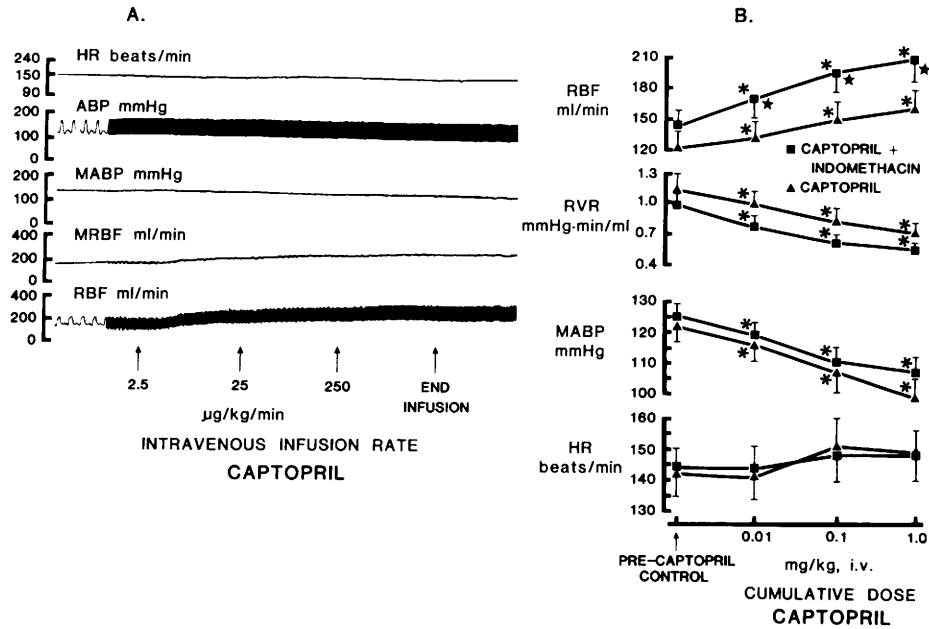 A.
HR beats/min
240
150
90
ABP mmHg
200
100
0
MABP mmHg
200
100
0
MRBF ml/min
400
200
0
RBF ml/min
400
200
0
2.5
25
250
END
INFUSION
µg/kg/min
INTRAVENOUS INFUSION RATE
CAPTOPRIL
B.
RBF
ml/min
210
180
150
120
CAPTOPRIL +
INDOMETHACIN
CAPTOPRIL
RVR
mmHg·min/ml
1.3
1.0
0.7
0.4
MABP
mmHg
130
120
110
100
HR
beats/min
160
150
140
130
PRE-CAPTOPRIL
CONTROL
0.01
0.1
1.0
mg/kg, i.v.
CUMULATIVE DOSE
CAPTOPRIL